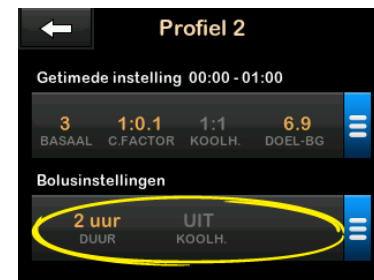 Profiel 2
Getimede instelling 00:00 - 01:00
3 1:0.1 1:1 6.9
BASAAL C.FACTOR KOOLH. DOEL-BG
Bolusinstellingen
2 uur UIT
DUUR KOOLH.